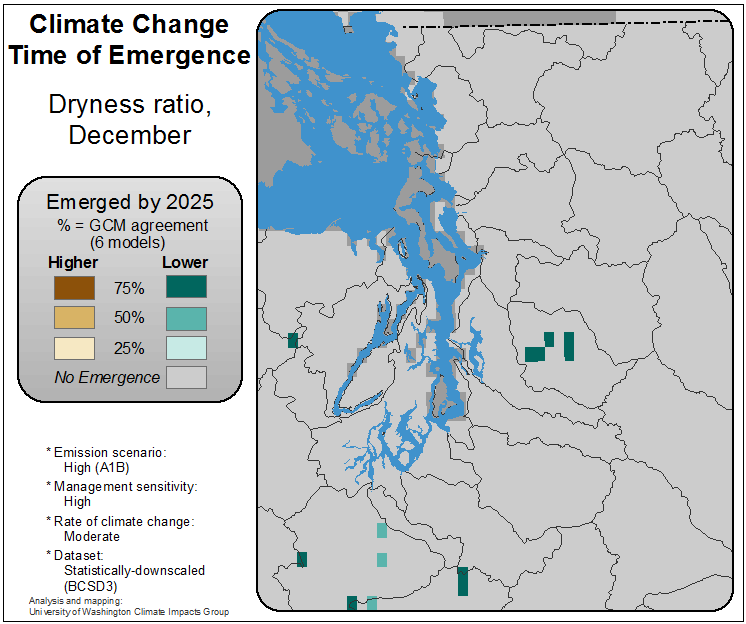 Climate Change
Time of Emergence
Dryness ratio,
December
Emerged by 2025
% = GCM agreement
(6 models)
Higher Lower
75%
50%
25%
No Emergence
* Emission scenario:
High (A1B)
* Management sensitivity:
High
* Rate of climate change:
Moderate
* Dataset:
Statistically-downscaled
(BCSD3)
Analysis and mapping:
University of Washington Climate Impacts Group